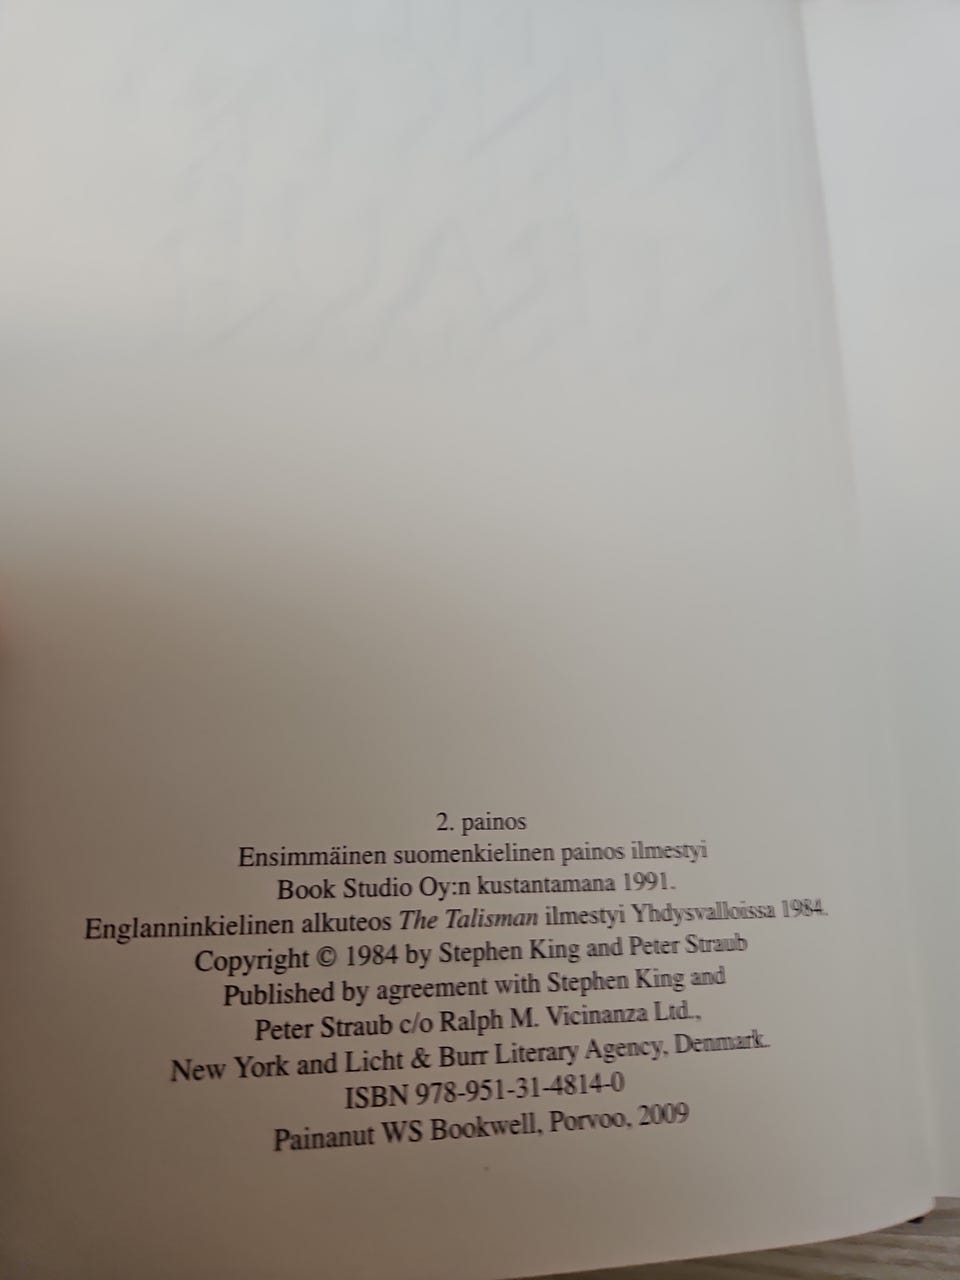 2. painos
Ensimmäinen suomenkielinen painos ilmestyi
Book Studio Oy:n kustantamana 1991.
Englanninkielinen alkuteos The Talisman ilmestyi Yhdysvalloissa 1984.
Copyright © 1984 by Stephen King and Peter Straub
Published by agreement with Stephen King and
Peter Straub c/o Ralph M. Vicinanza Ltd.,
New York and Licht & Burr Literary Agency, Denmark.
ISBN 978-951-31-4814-0
Painanut WS Bookwell, Porvoo, 2009